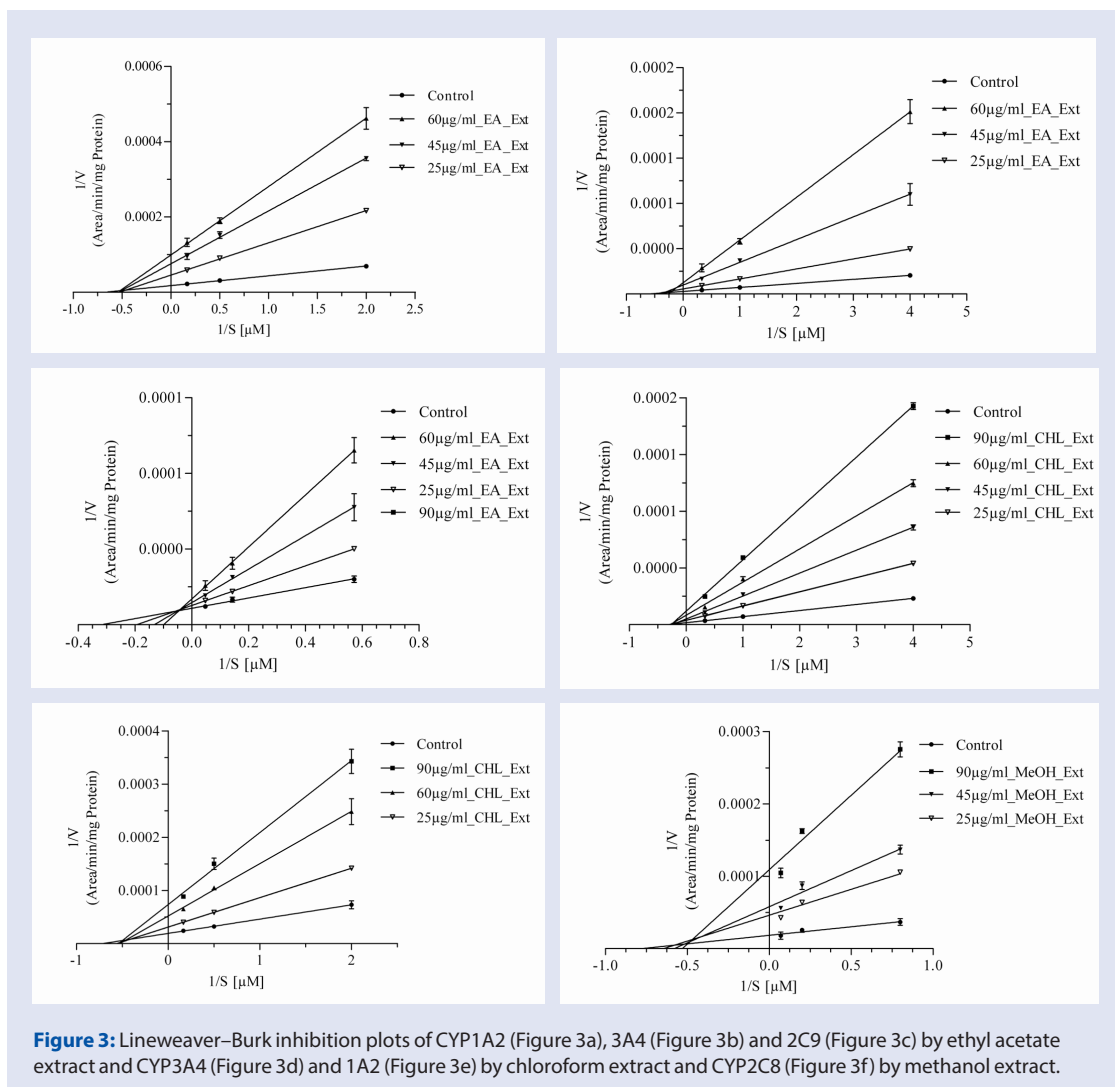 0.0006
0.0004
0.0002
1/V
(Area/min/mg Protein)
-1.0 -0.5 0.0 0.5 1.0 1.5 2.0 2.5
1/S [µM]
Control
60µg/ml_EA_Ext
45µg/ml_EA_Ext
25µg/ml_EA_Ext
0.0002
0.0002
0.0001
0.0001
0.0000
1/V
(Area/min/mg Protein)
-1 0 1 2 3 4 5
1/S [µM]
Control
60µg/ml_EA_Ext
45µg/ml_EA_Ext
25µg/ml_EA_Ext
0.0001
0.0001
0.0000
1/V
(Area/min/mg Protein)
-0.4 -0.2 0.0 0.2 0.4 0.6 0.8
1/S [µM]
Control
60µg/ml_EA_Ext
45µg/ml_EA_Ext
25µg/ml_EA_Ext
90µg/ml_EA_Ext
0.0002
0.0001
0.0001
0.0000
1/V
(Area/min/mg Protein)
-1 0 1 2 3 4 5
1/S [µM]
Control
90µg/ml_CHL_Ext
60µg/ml_CHL_Ext
45µg/ml_CHL_Ext
25µg/ml_CHL_Ext
0.0004
0.0003
0.0002
0.0001
1/V
(Area/min/mg Protein)
-1 0 1 2
1/S [µM]
Control
90µg/ml_CHL_Ext
60µg/ml_CHL_Ext
25µg/ml_CHL_Ext
0.0003
0.0002
0.0001
1/V
(Area/min/mg Protein)
-1.0 -0.5 0.0 0.5 1.0
1/S [µM]
Control
90µg/ml_MeOH_Ext
45µg/ml_MeOH_Ext
25µg/ml_MeOH_Ext
Figure 3: Lineweaver–Burk inhibition plots of CYP1A2 (Figure 3a), 3A4 (Figure 3b) and 2C9 (Figure 3c) by ethyl acetate
extract and CYP3A4 (Figure 3d) and 1A2 (Figure 3e) by chloroform extract and CYP2C8 (Figure 3f) by methanol extract.